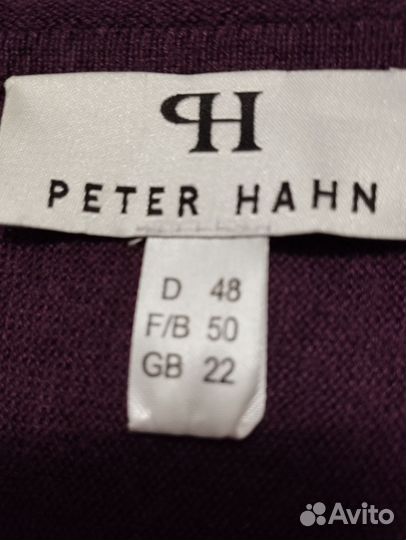 PH
PETER HAHN
D 48
F/B 50
GB 22
Avito